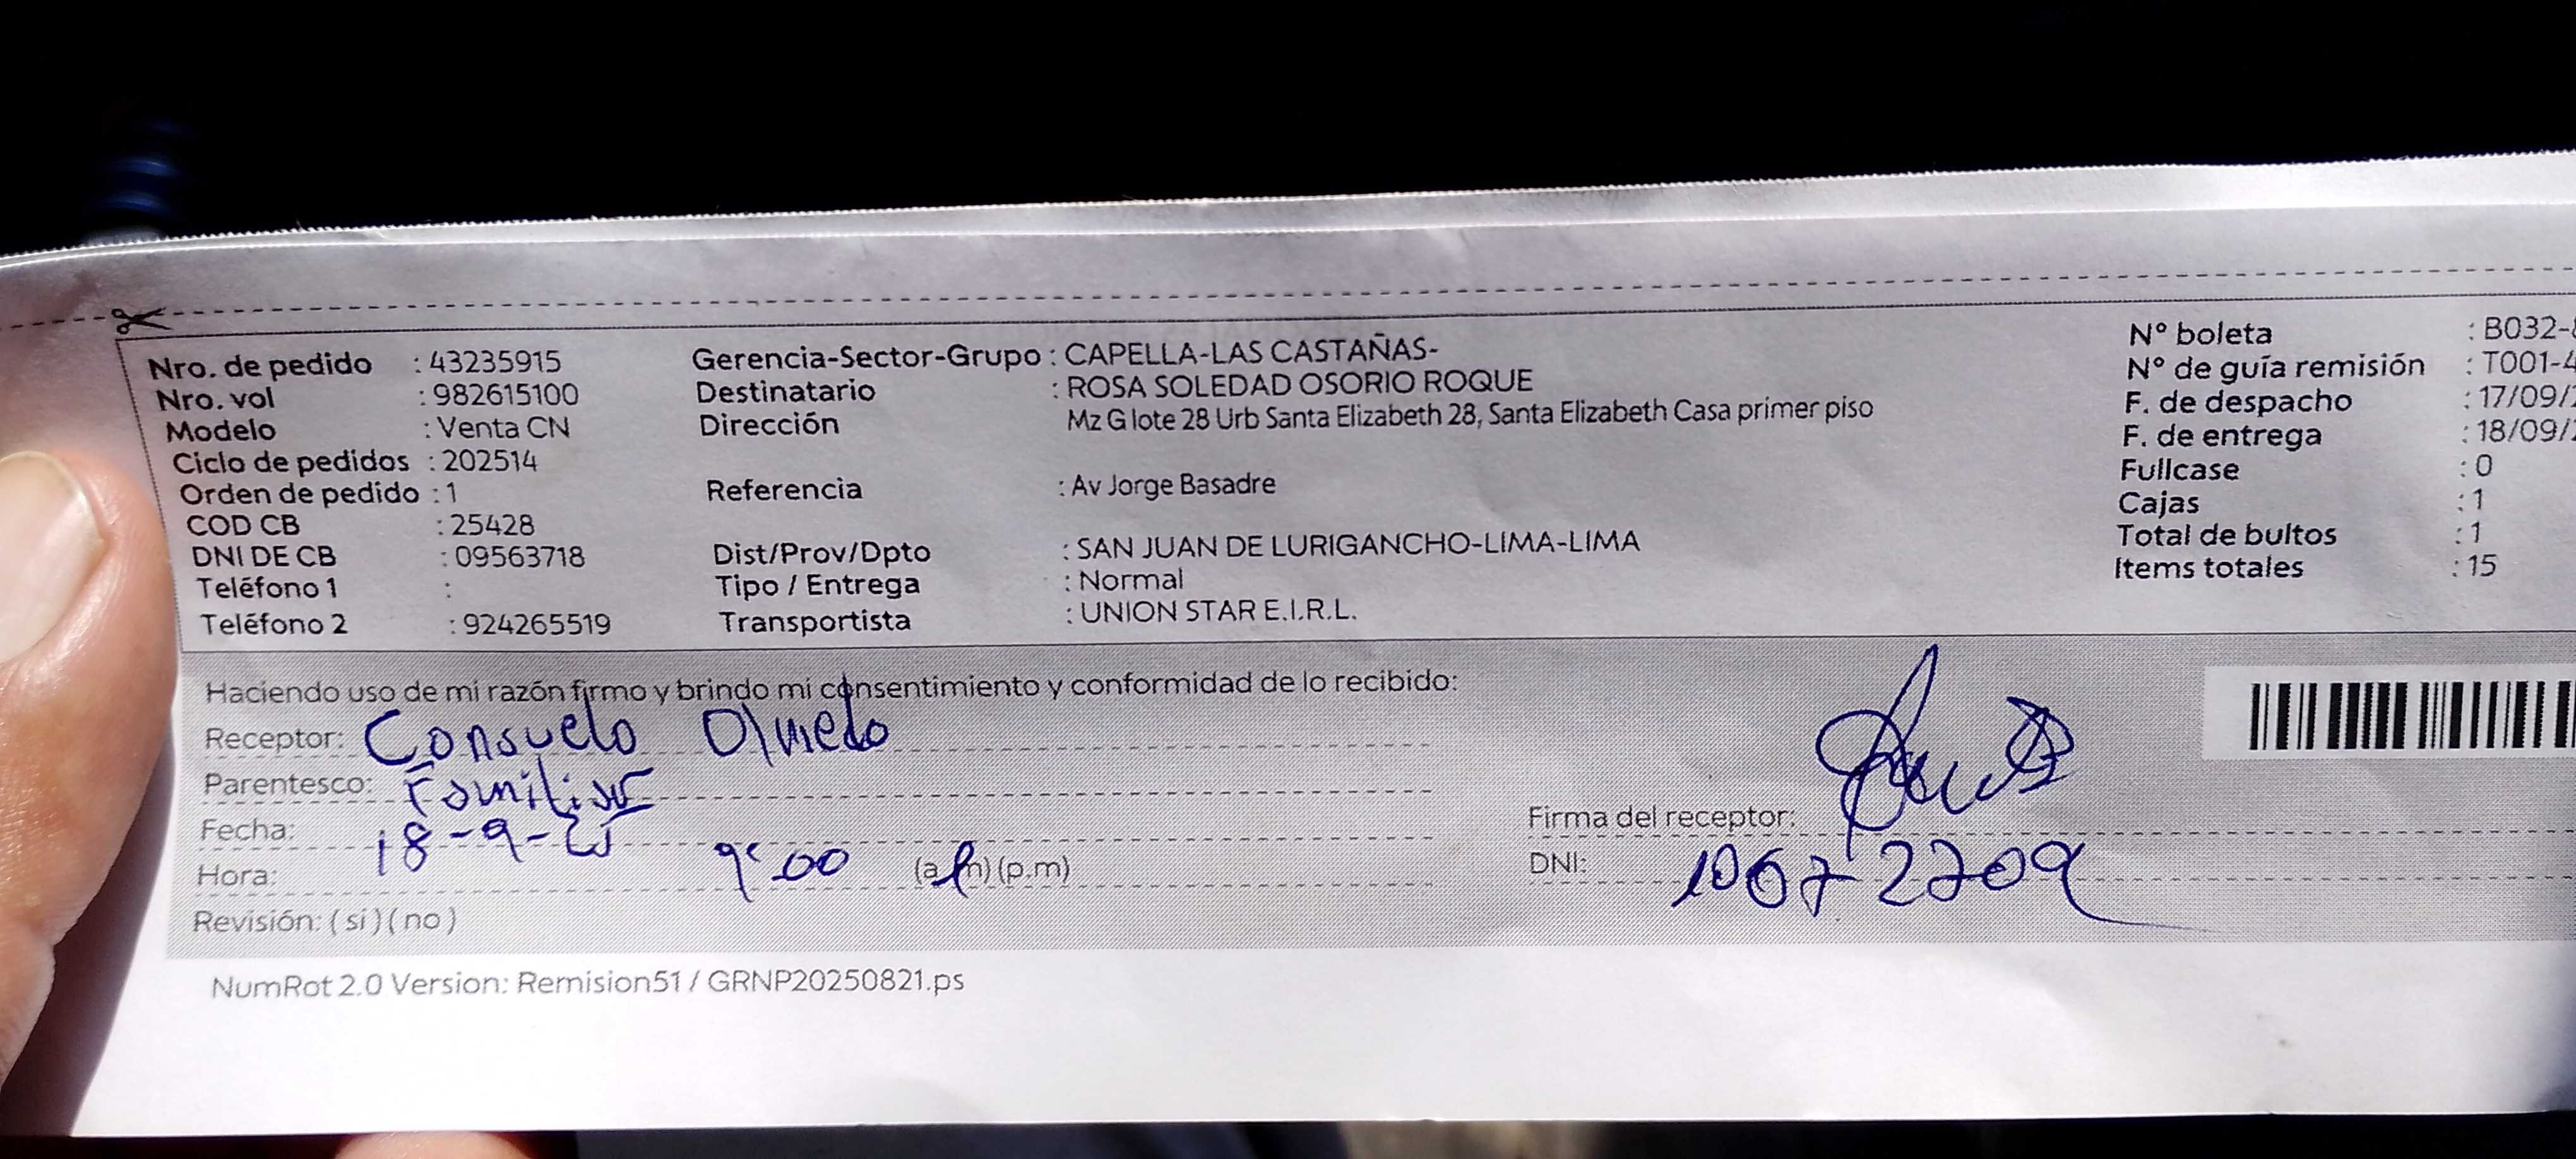 Nro. de pedido : 43235915
Nro. vol : 982615100
Modelo : Venta CN
Ciclo de pedidos : 202514
Orden de pedido : 1
COD CB : 25428
DNI DE CB : 09563718
Teléfono 1 :
Teléfono 2 : 924265519
Gerencia-Sector-Grupo : CAPELLA-LAS CASTAÑAS-
Destinatario : ROSA SOLEDAD OSORIO ROQUE
Dirección Mz G lote 28 Urb Santa Elizabeth 28, Santa Elizabeth Casa primer piso
Referencia : Av Jorge Basadre
Dist/Prov/Dpto : SAN JUAN DE LURIGANCHO-LIMA-LIMA
Tipo / Entrega : Normal
Transportista : UNION STAR E.I.R.L.
N° boleta : B032-
N° de guía remisión : T001-4
F. de despacho : 17/09/
F. de entrega : 18/09/
Fullcase : 0
Cajas : 1
Total de bultos : 1
Items totales : 15
Haciendo uso de mi razón firmo y brindo mi consentimiento y conformidad de lo recibido:
Receptor: Consuelo Olmedo
Parentesco: Familiar
Fecha: 18-9-25
Hora: 9:00 (a.m) (p.m)
Revisión: ( si ) ( no )
Firma del receptor:
DNI: 10672209
NumRot 2.0 Version: Remision51 / GRNP20250821.ps